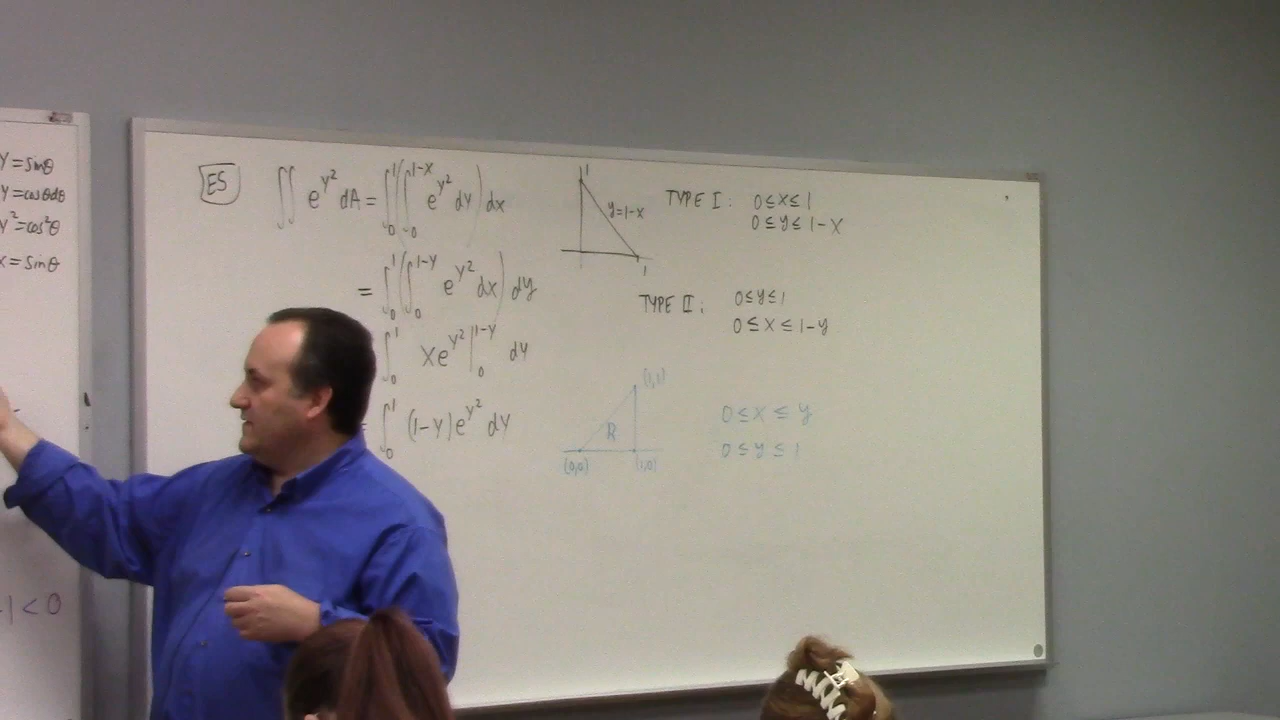 Y=sinθ
Y=cosθdθ
Y²=cos²θ
X=sinθ
-1<0
E5
∬ e^{Y²} dA = ∫₀¹(∫₀^{1-X} e^{Y²} dY) dX
= ∫₀¹(∫₀^{1-Y} e^{Y²} dX) dY
∫₀¹ Xe^{Y²} |₀^{1-Y} dY
= ∫₀¹ (1-Y)e^{Y²} dY
1
y=1-x
1
TYPE I: 0≤X≤1
0≤y≤1-X
TYPE II: 0≤y≤1
0≤X≤1-y
(1,1)
R
(0,0) (1,0)
0≤X≤y
0≤y≤1